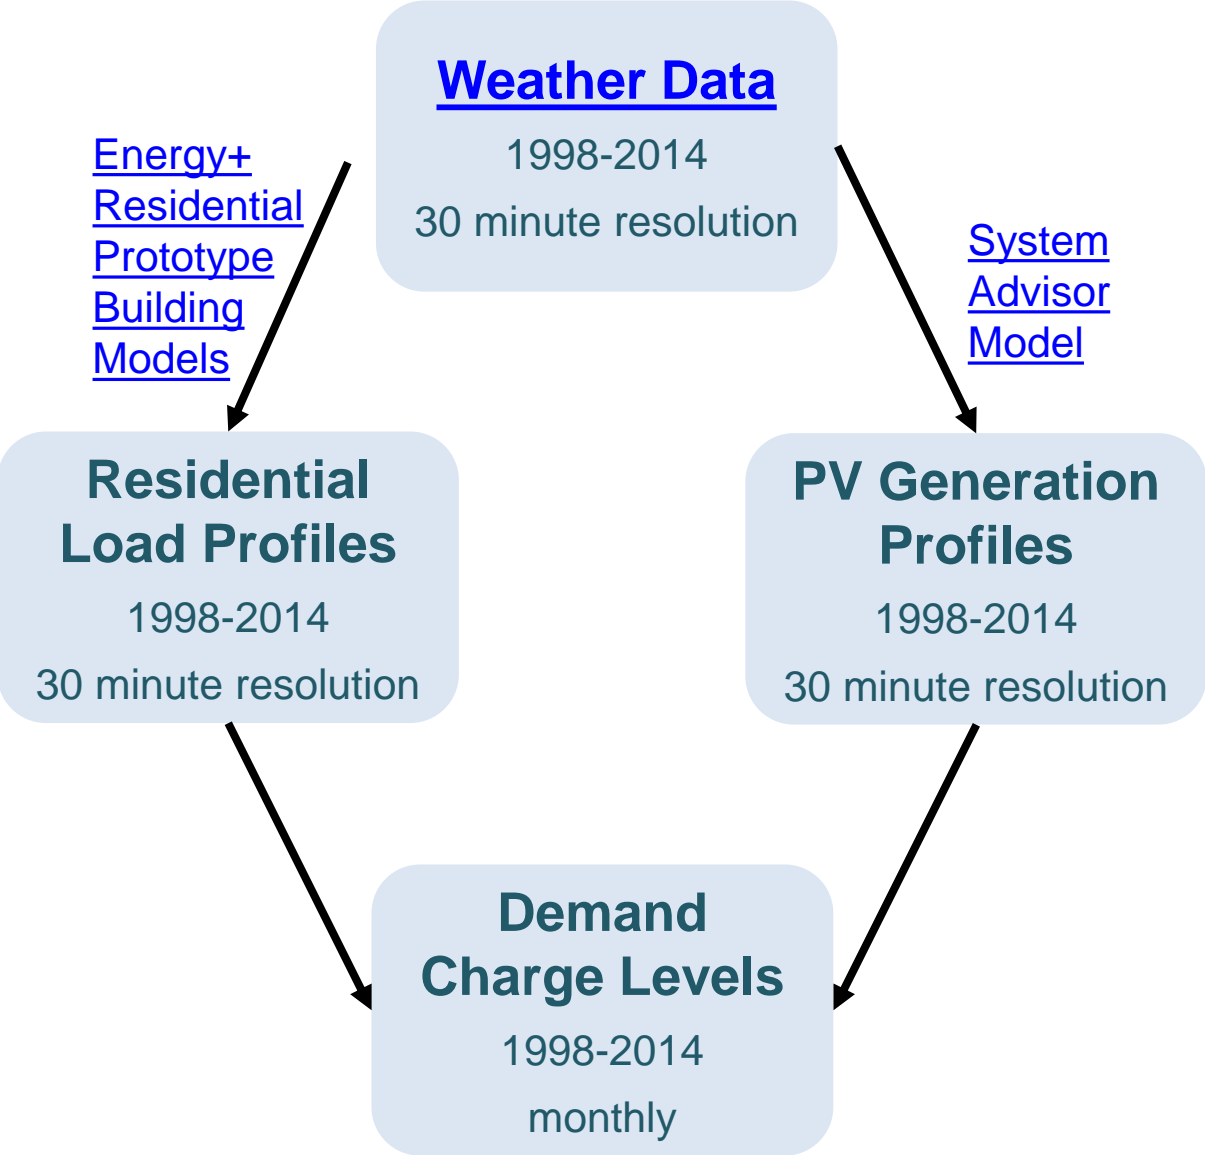 Weather Data
1998-2014
30 minute resolution
Energy+
Residential
Prototype
Building
Models
System
Advisor
Model
Residential
Load Profiles
1998-2014
30 minute resolution
PV Generation
Profiles
1998-2014
30 minute resolution
Demand
Charge Levels
1998-2014
monthly